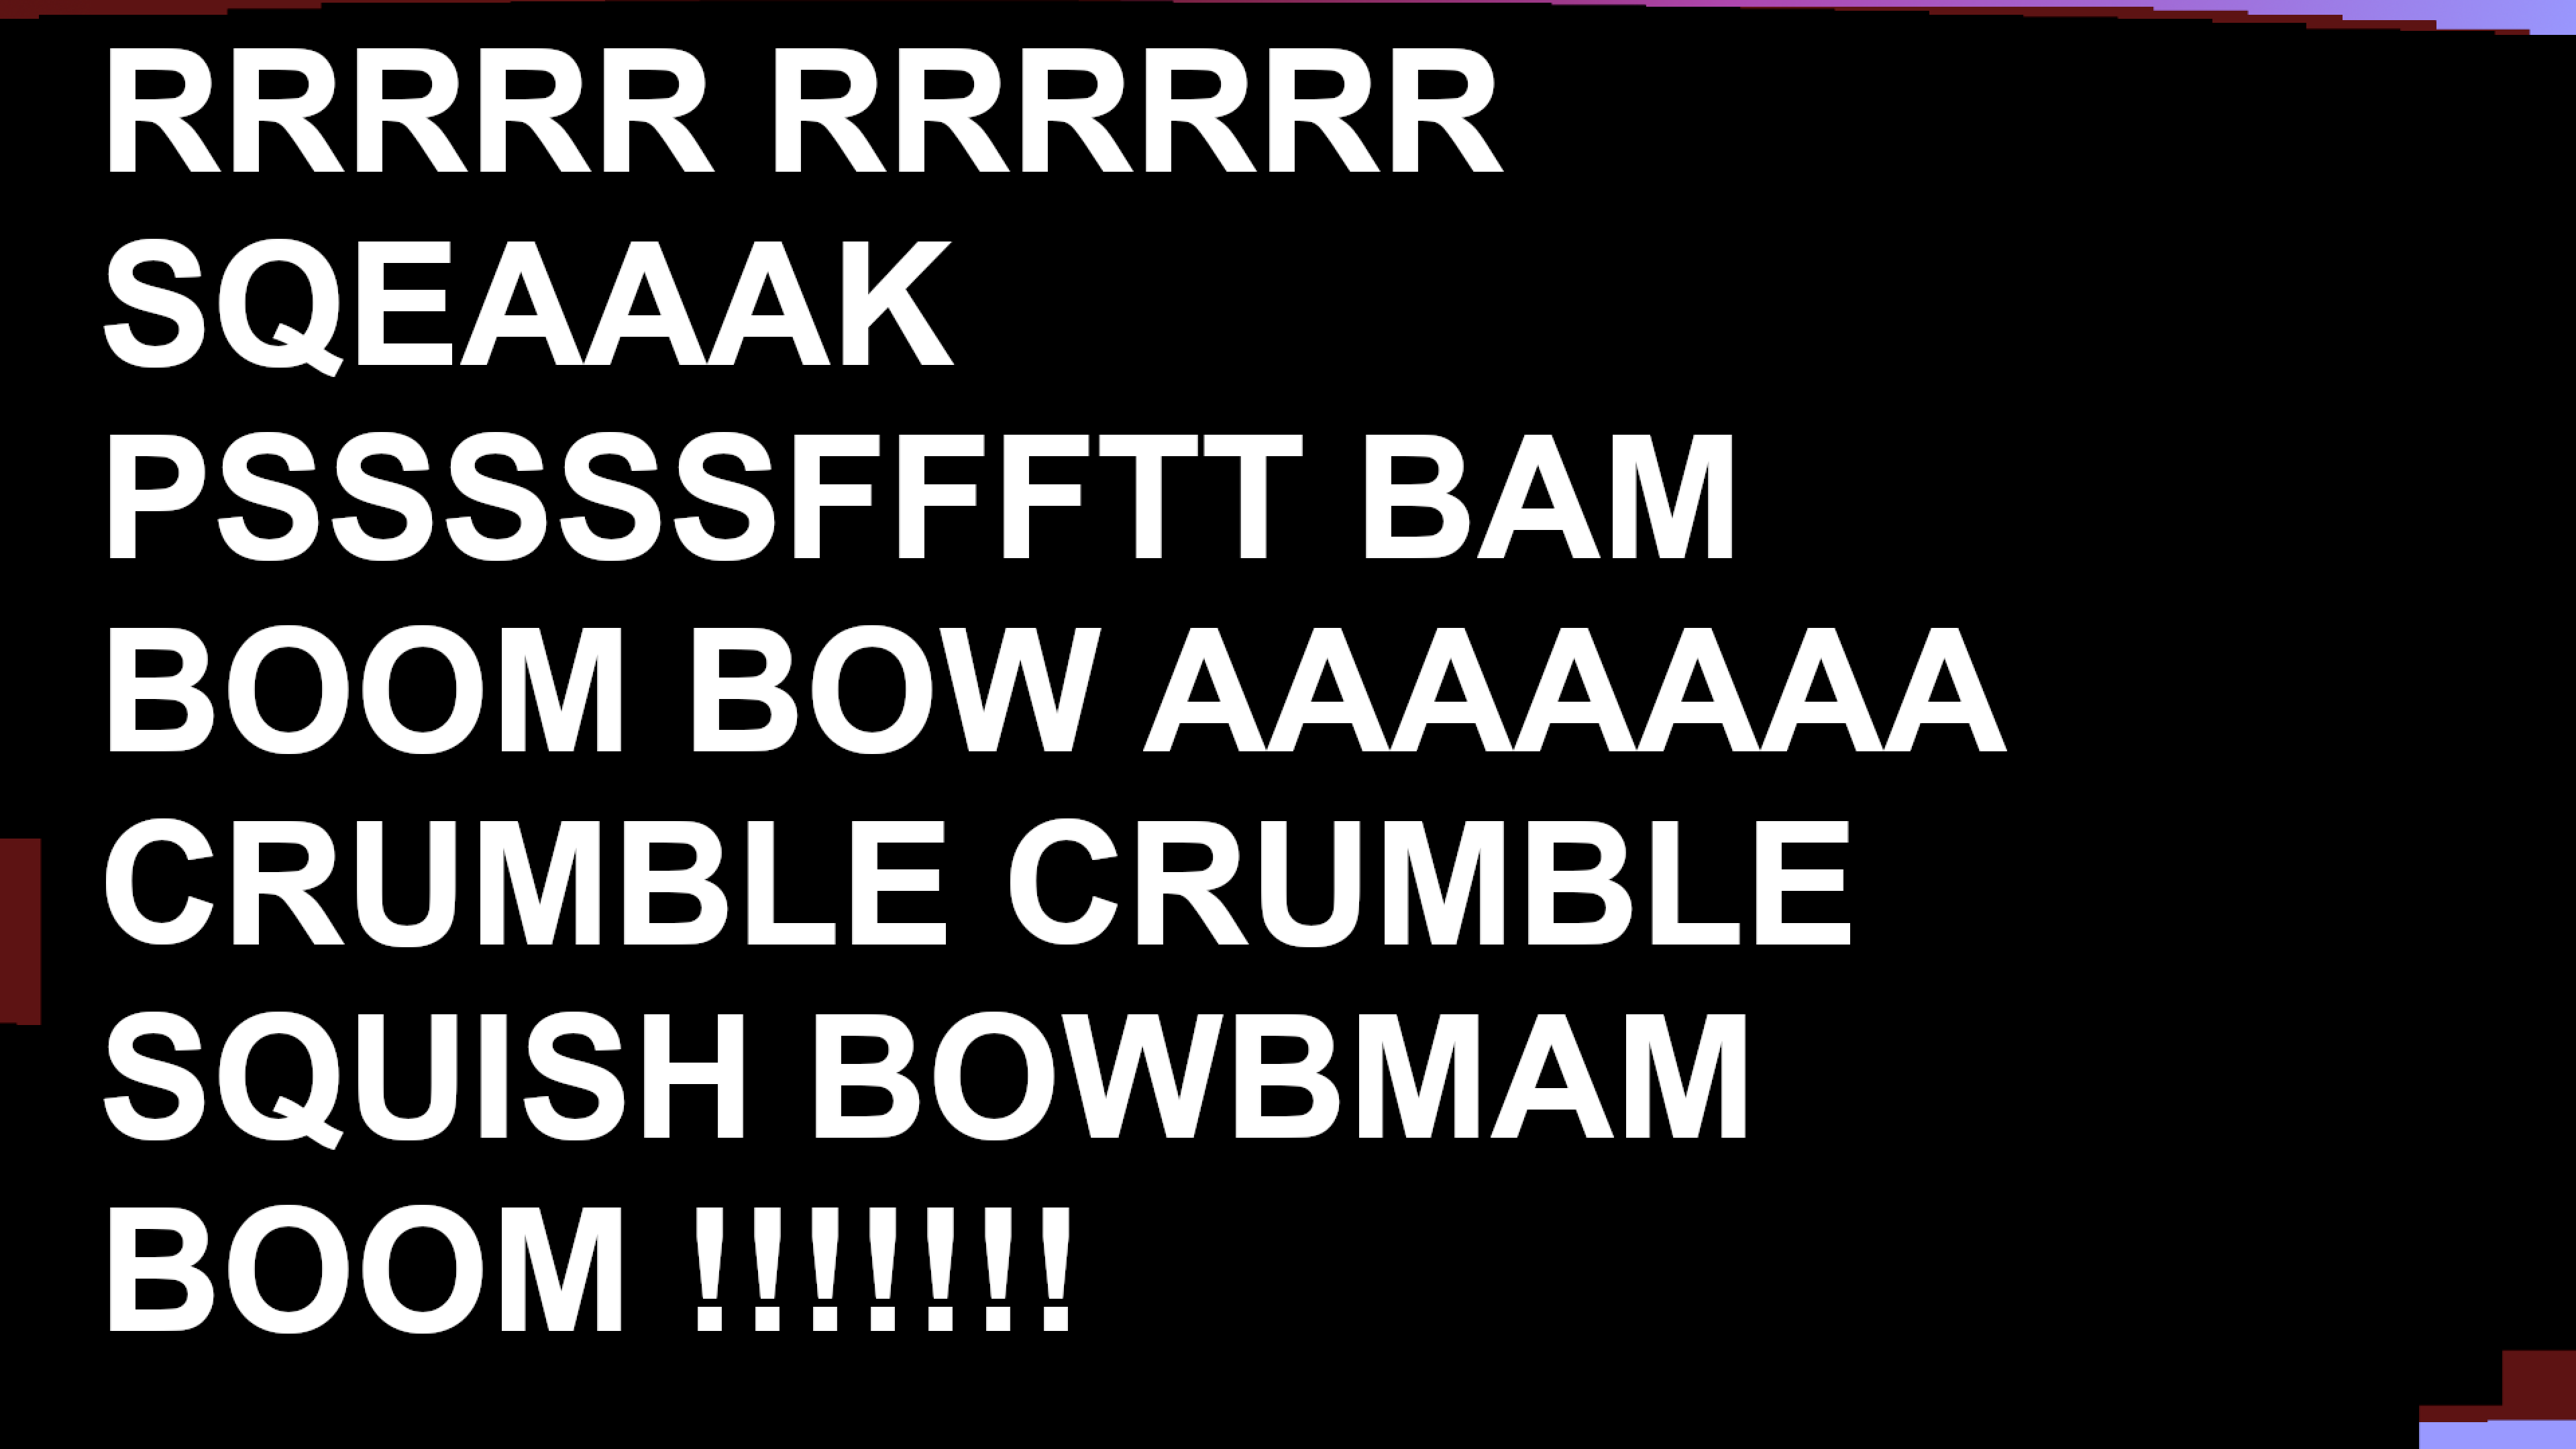 RRRRR RRRRRR
SQEAAAK
PSSSSSFFFTT BAM
BOOM BOW AAAAAAA
CRUMBLE CRUMBLE
SQUISH BOWBMAM
BOOM !!!!!!!